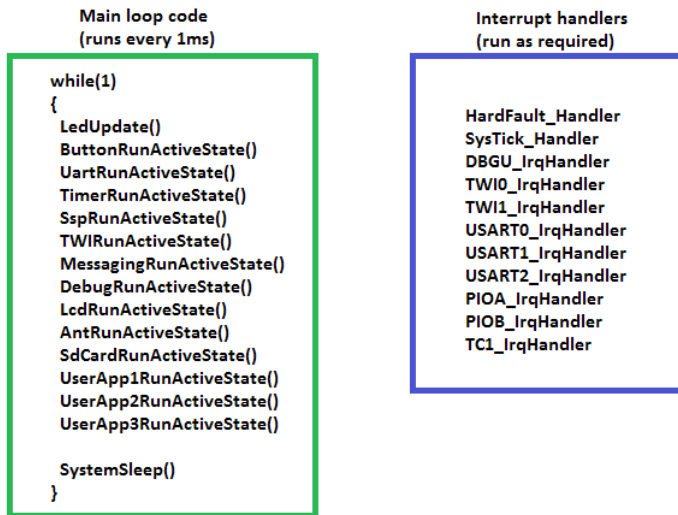 Main loop code
(runs every 1ms)
while(1)
{
LedUpdate()
ButtonRunActiveState()
UartRunActiveState()
TimerRunActiveState()
SspRunActiveState()
TWIRunActiveState()
MessagingRunActiveState()
DebugRunActiveState()
LcdRunActiveState()
AntRunActiveState()
SdCardRunActiveState()
UserApp1RunActiveState()
UserApp2RunActiveState()
UserApp3RunActiveState()
SystemSleep()
}
Interrupt handlers
(run as required)
HardFault_Handler
SysTick_Handler
DBGU_IrqHandler
TWI0_IrqHandler
TWI1_IrqHandler
USART0_IrqHandler
USART1_IrqHandler
USART2_IrqHandler
PIOA_IrqHandler
PIOB_IrqHandler
TC1_IrqHandler